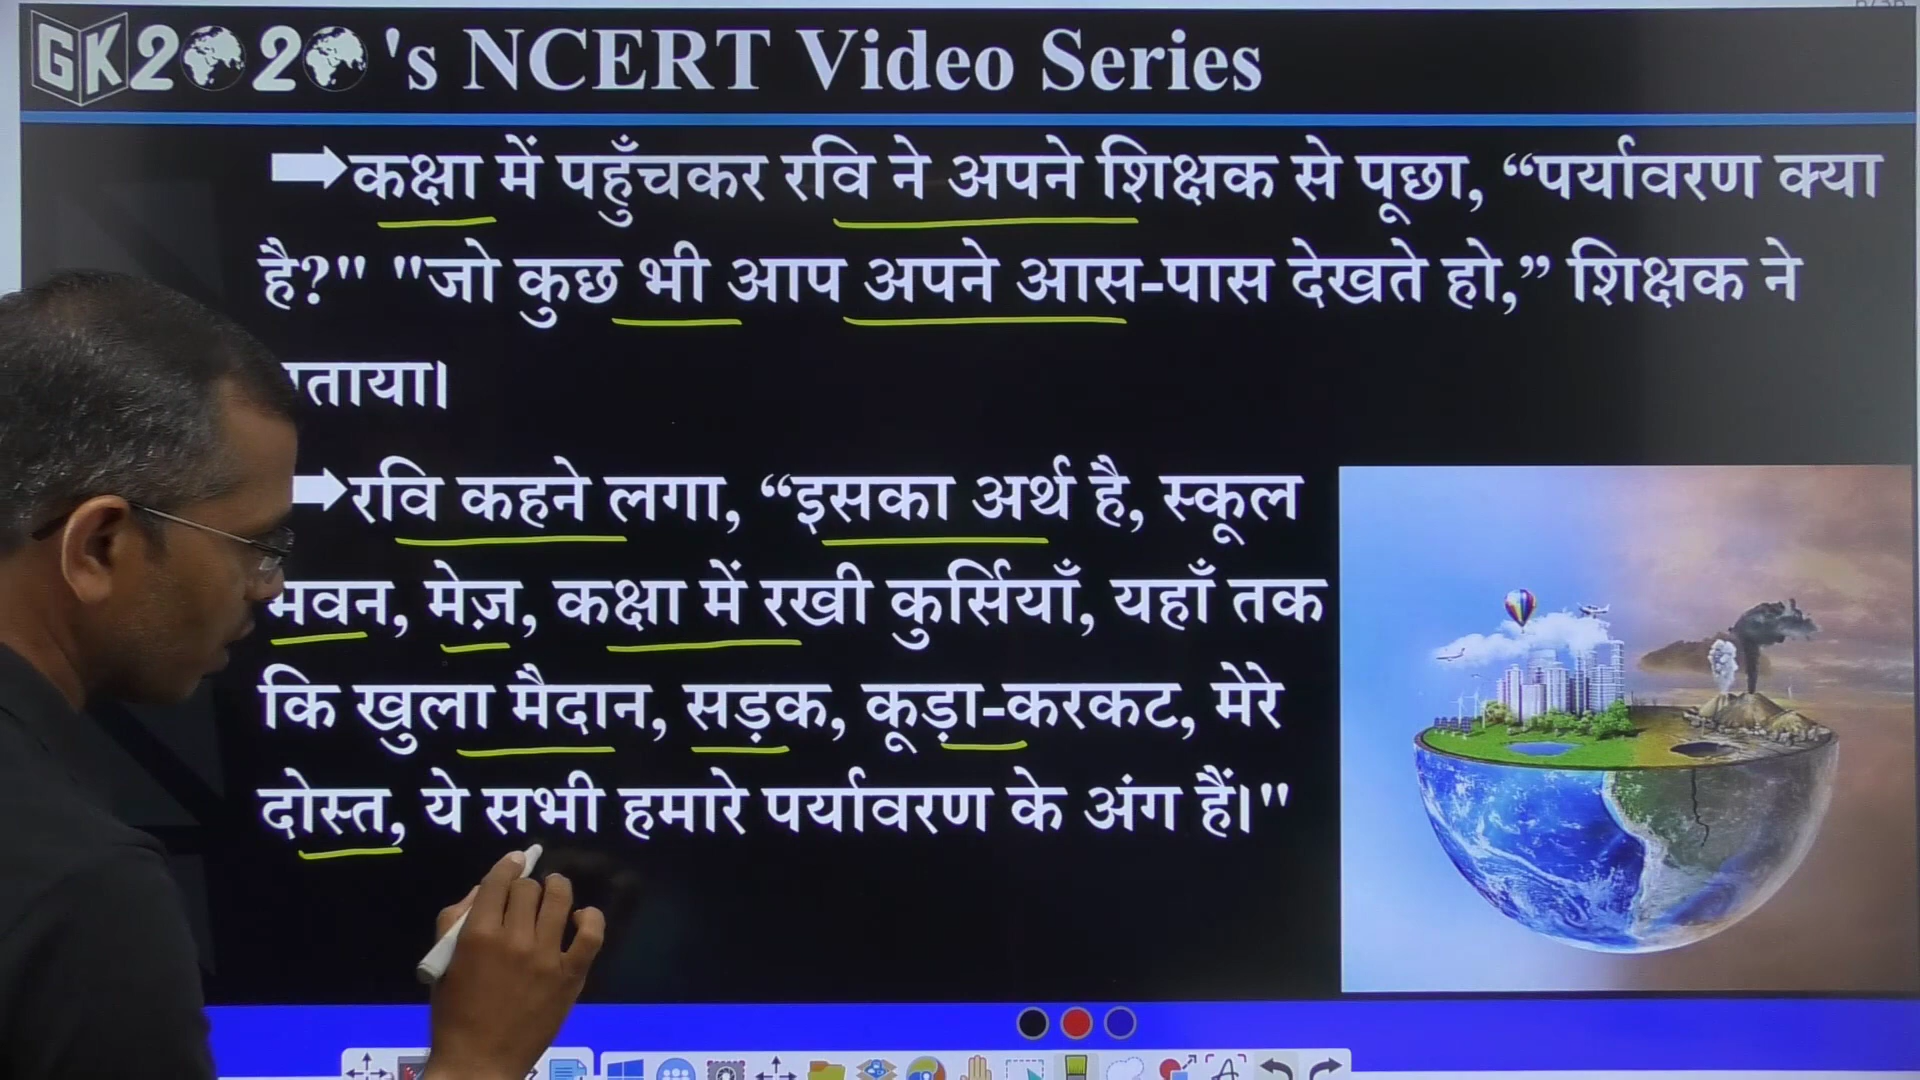 GK2020's NCERT Video Series
कक्षा में पहुँचकर रवि ने अपने शिक्षक से पूछा, “पर्यावरण क्या
है?" "जो कुछ भी आप अपने आस-पास देखते हो,” शिक्षक ने
ताया।
रवि कहने लगा, “इसका अर्थ है, स्कूल
भवन, मेज़, कक्षा में रखी कुर्सियाँ, यहाँ तक
कि खुला मैदान, सड़क, कूड़ा-करकट, मेरे
दोस्त, ये सभी हमारे पर्यावरण के अंग हैं।"